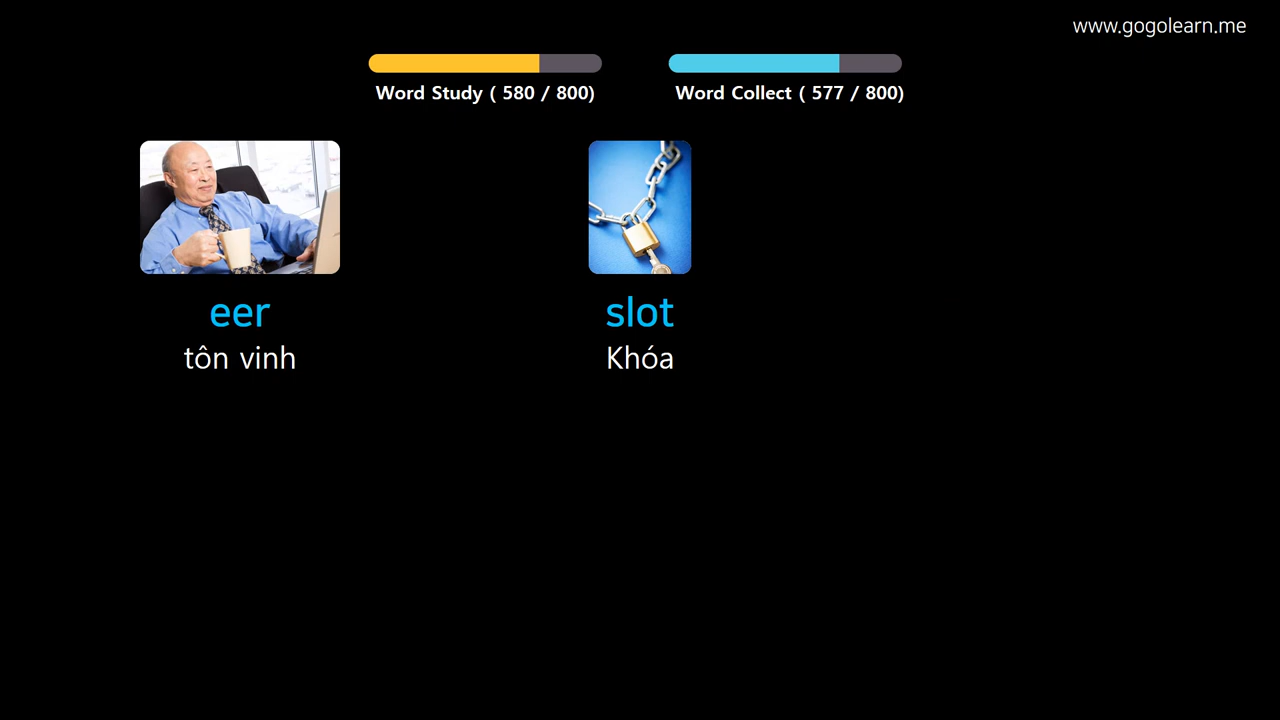 www.gogolearn.me
Word Study ( 580 / 800)
Word Collect ( 577 / 800)
eer
tôn vinh
slot
Khóa